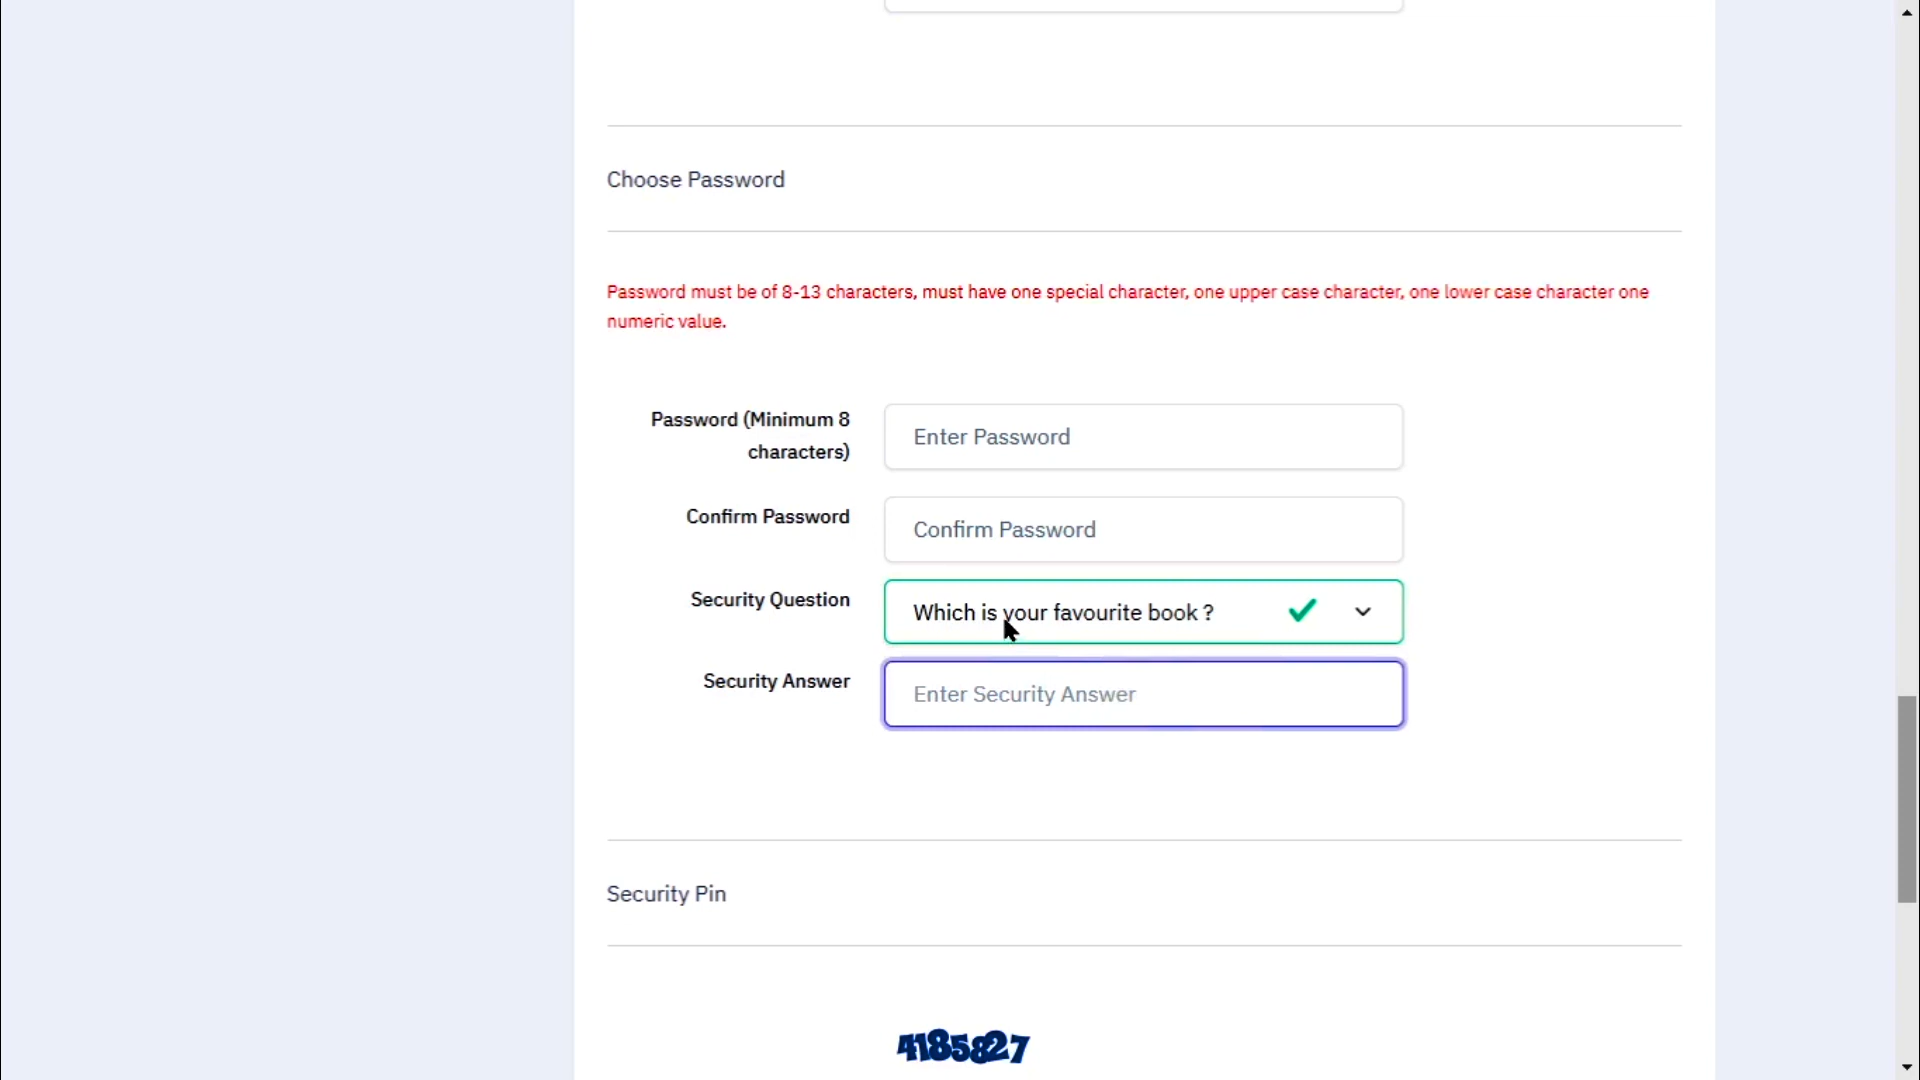 Choose Password
Password must be of 8-13 characters, must have one special character, one upper case character, one lower case character one
numeric value.
Password (Minimum 8
characters)
Enter Password
Confirm Password
Confirm Password
Security Question
Which is your favourite book ?
Security Answer
Enter Security Answer
Security Pin
4185827